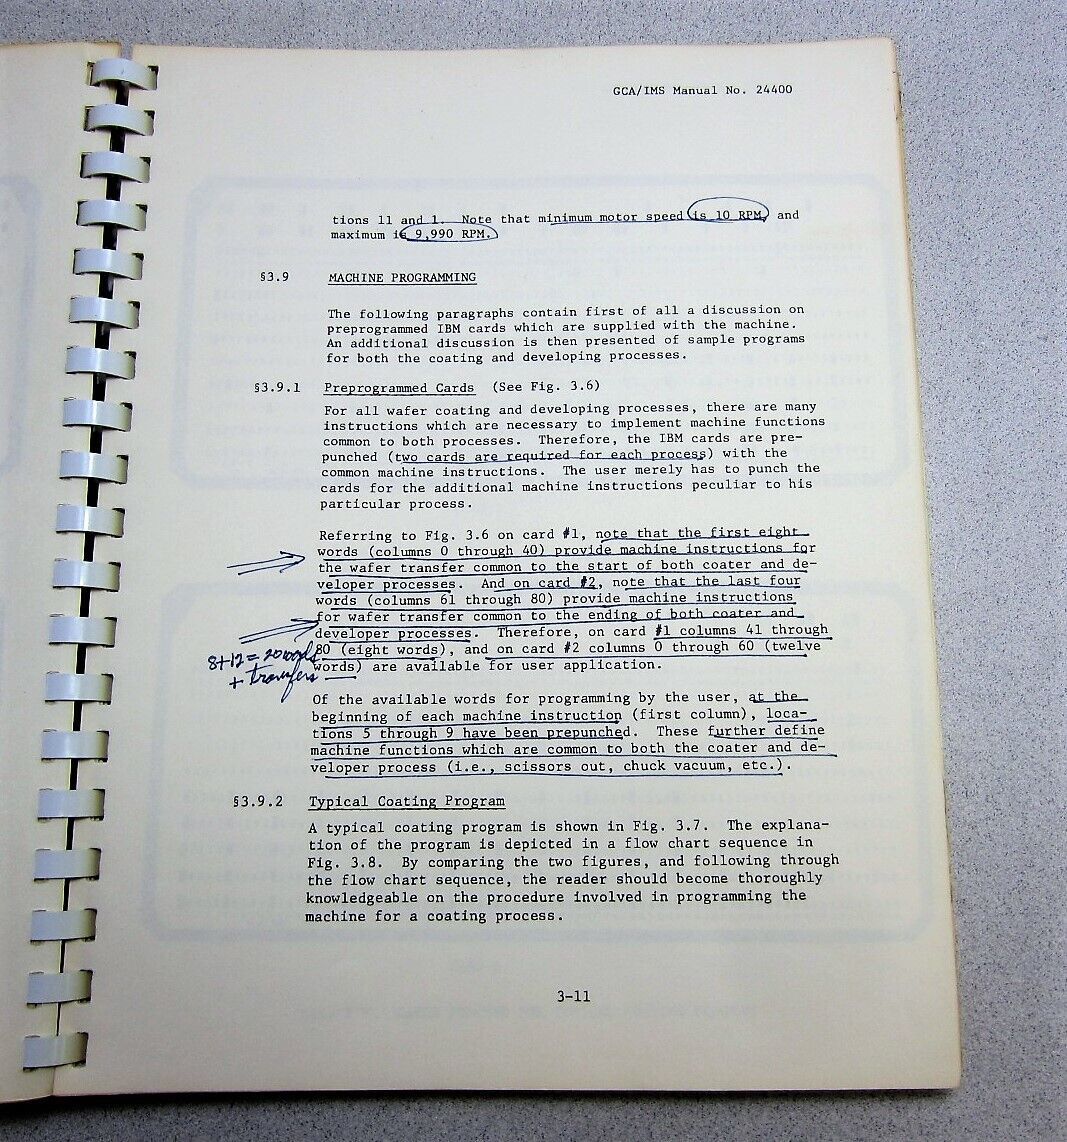 GCA/IMS Manual No. 24400
tions 11 and 1. Note that minimum motor speed is 10 RPM, and
maximum is 9,990 RPM.
§3.9 MACHINE PROGRAMMING
The following paragraphs contain first of all a discussion on
preprogrammed IBM cards which are supplied with the machine.
An additional discussion is then presented of sample programs
for both the coating and developing processes.
§3.9.1 Preprogrammed Cards (See Fig. 3.6)
For all wafer coating and developing processes, there are many
instructions which are necessary to implement machine functions
common to both processes. Therefore, the IBM cards are pre-
punched (two cards are required for each process) with the
common machine instructions. The user merely has to punch the
cards for the additional machine instructions peculiar to his
particular process.
Referring to Fig. 3.6 on card #1, note that the first eight
words (columns 0 through 40) provide machine instructions for
the wafer transfer common to the start of both coater and de-
veloper processes. And on card #2, note that the last four
words (columns 61 through 80) provide machine instructions
for wafer transfer common to the ending of both coater and
developer processes. Therefore, on card #1 columns 41 through
80 (eight words), and on card #2 columns 0 through 60 (twelve
words) are available for user application.
8+12=20 words
+ transfers
Of the available words for programming by the user, at the
beginning of each machine instruction (first column), loca-
tions 5 through 9 have been prepunched. These further define
machine functions which are common to both the coater and de-
veloper process (i.e., scissors out, chuck vacuum, etc.).
§3.9.2 Typical Coating Program
A typical coating program is shown in Fig. 3.7. The explana-
tion of the program is depicted in a flow chart sequence in
Fig. 3.8. By comparing the two figures, and following through
the flow chart sequence, the reader should become thoroughly
knowledgeable on the procedure involved in programming the
machine for a coating process.
3-11